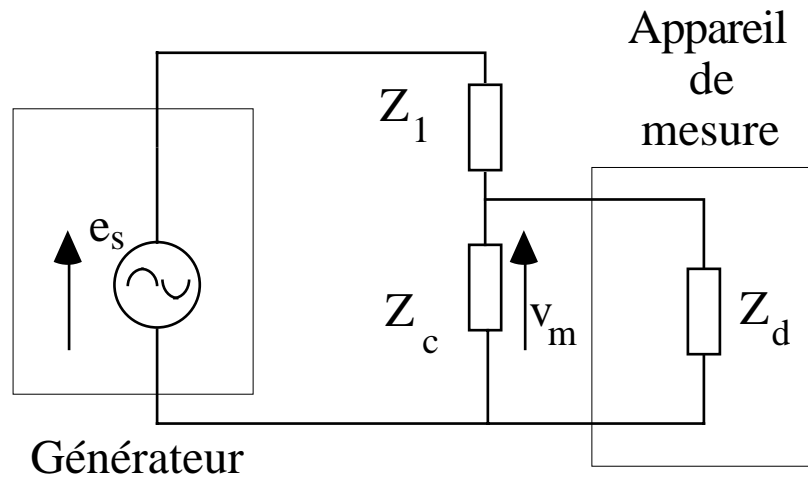 Appareil
de
mesure
Z1
es
Zc
vm
Zd
Générateur